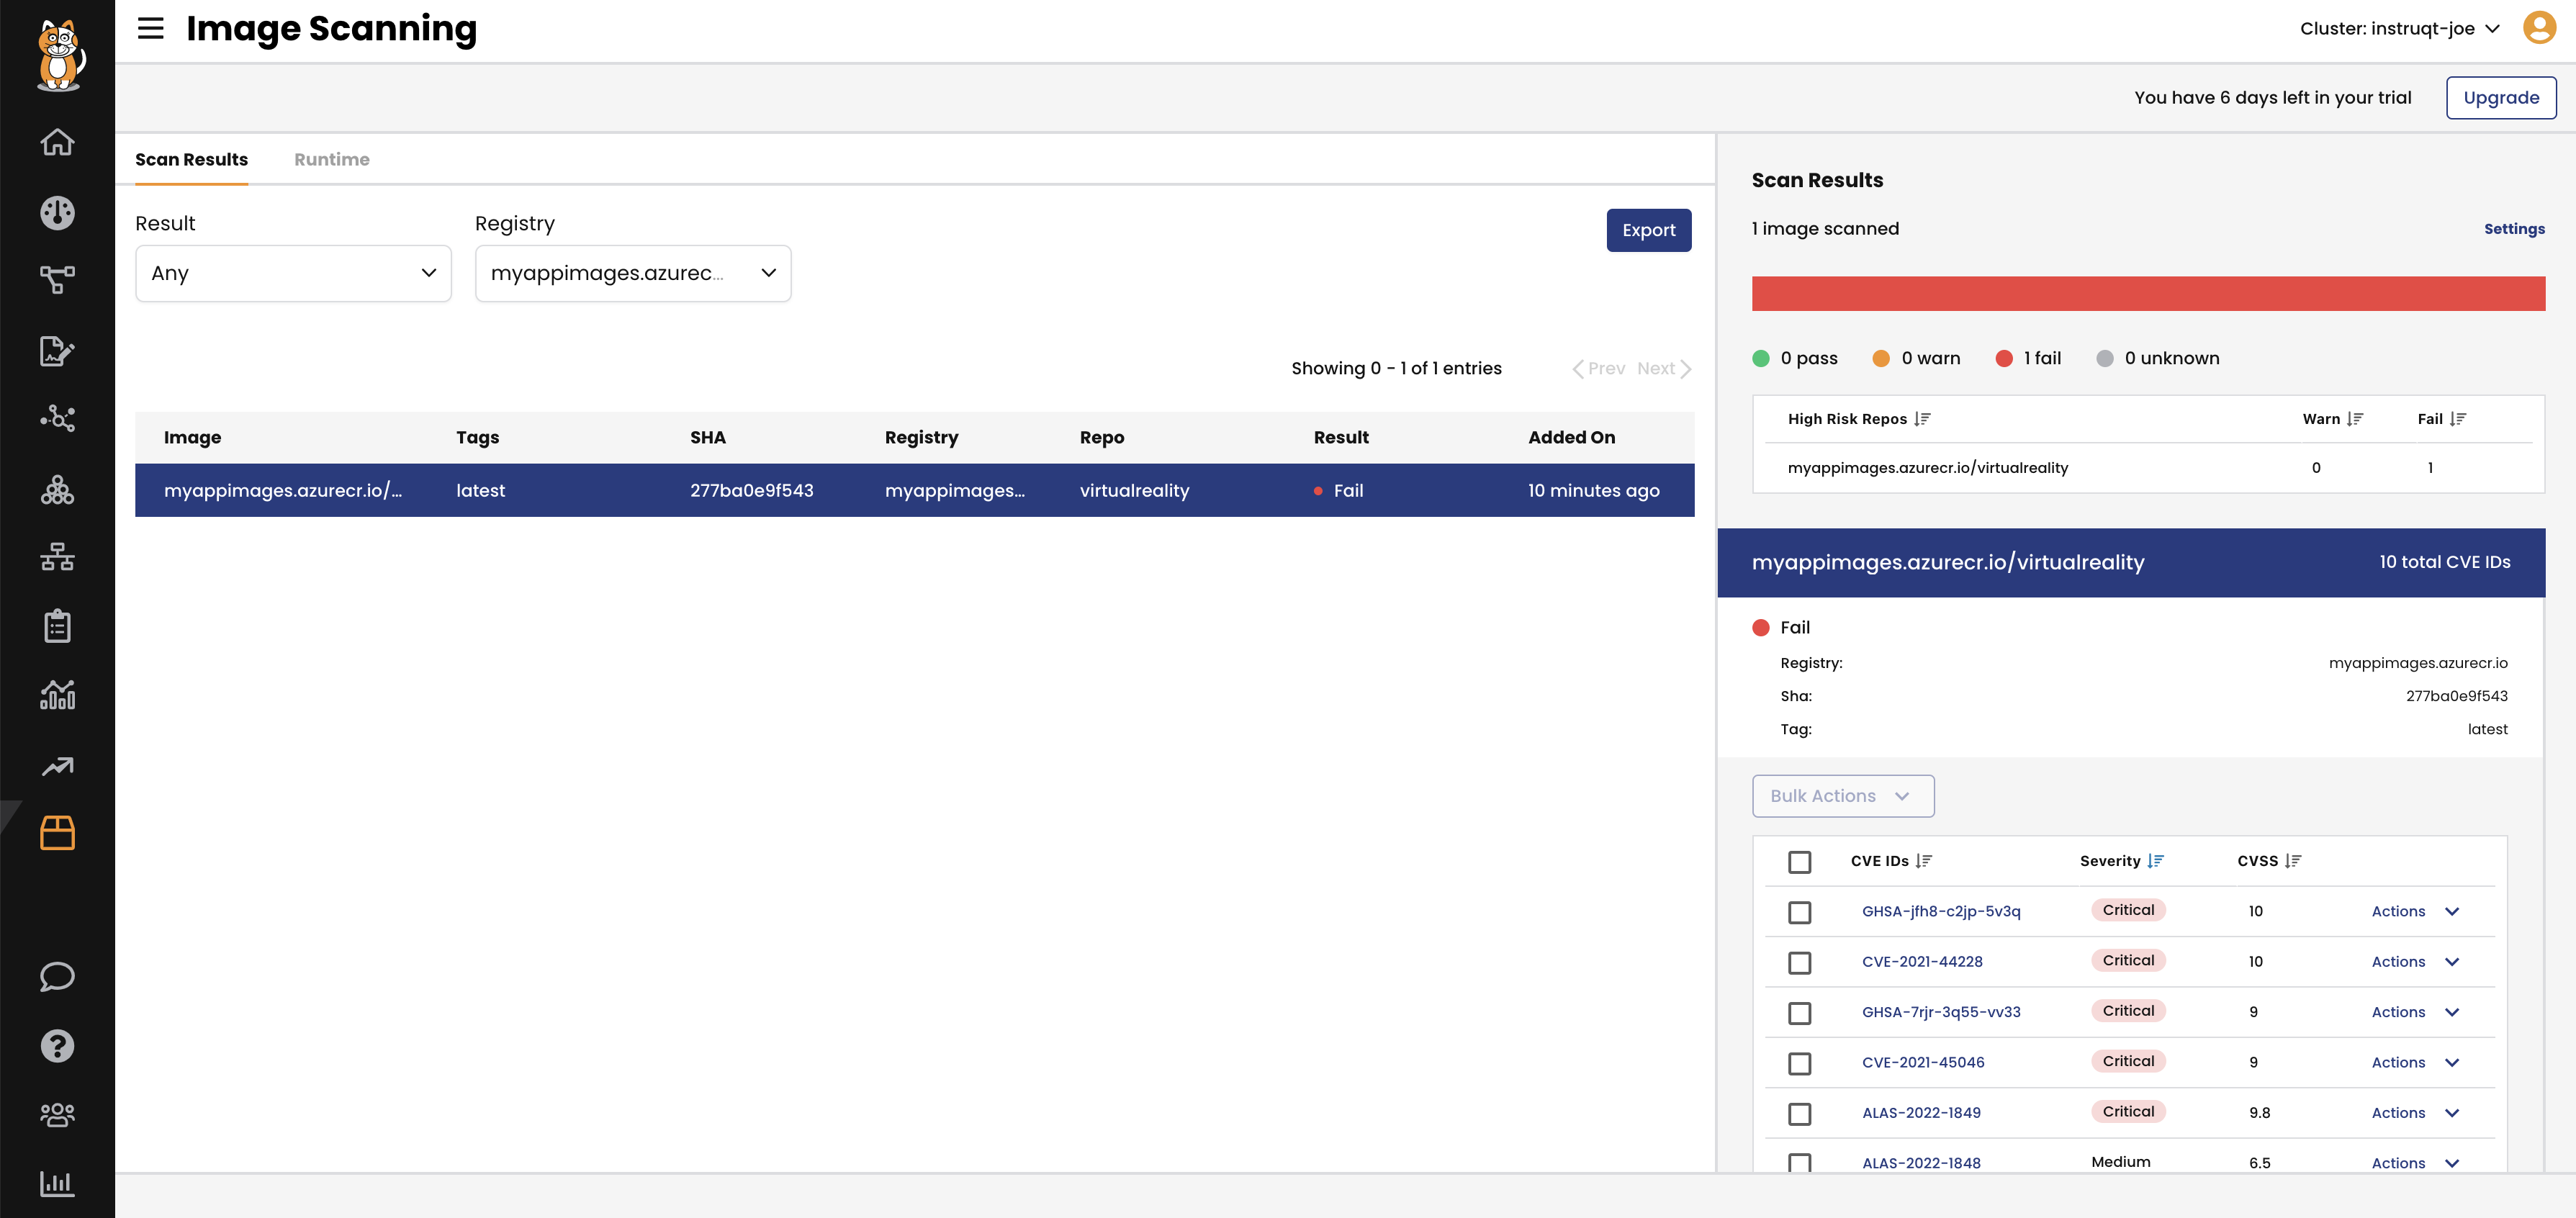 Image Scanning
Cluster: instruqt-joe
You have 6 days left in your trial
Upgrade
Scan Results
Runtime
Result
Registry
Any
myappimages.azurec...
Export
Showing 0 - 1 of 1 entries
Prev Next
Image Tags SHA Registry Repo Result Added On
myappimages.azurecr.io/... latest 277ba0e9f543 myappimages... virtualreality Fail 10 minutes ago
Scan Results
1 image scanned
Settings
0 pass 0 warn 1 fail 0 unknown
High Risk Repos Warn Fail
myappimages.azurecr.io/virtualreality 0 1
myappimages.azurecr.io/virtualreality 10 total CVE IDs
Fail
Registry: myappimages.azurecr.io
Sha: 277ba0e9f543
Tag: latest
Bulk Actions
CVE IDs Severity CVSS
GHSA-jfh8-c2jp-5v3q Critical 10 Actions
CVE-2021-44228 Critical 10 Actions
GHSA-7rjr-3q55-vv33 Critical 9 Actions
CVE-2021-45046 Critical 9 Actions
ALAS-2022-1849 Critical 9.8 Actions
ALAS-2022-1848 Medium 6.5 Actions